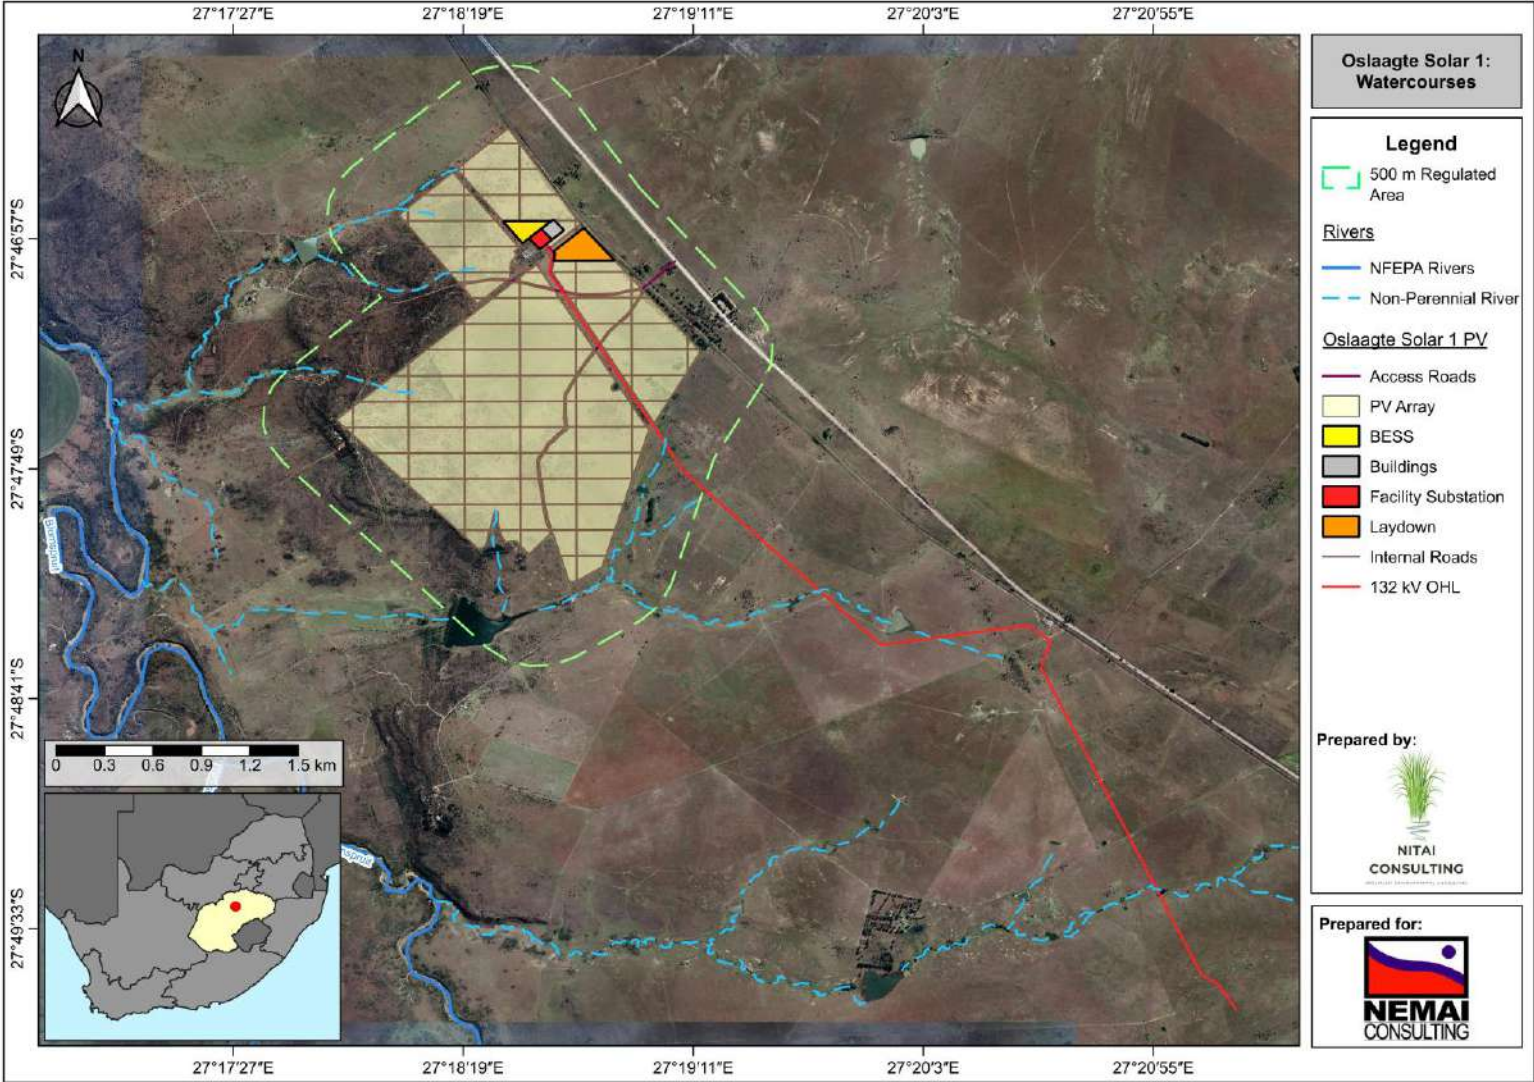 27°17'27"E 27°18'19"E 27°19'11"E 27°20'3"E 27°20'55"E
N
27°46'57"S
27°47'49"S
27°48'41"S
27°49'33"S
0 0.3 0.6 0.9 1.2 1.5 km
27°17'27"E 27°18'19"E 27°19'11"E 27°20'3"E 27°20'55"E
Oslaagte Solar 1:
Watercourses
Legend
500 m Regulated
Area
Rivers
NFEPA Rivers
Non-Perennial River
Oslaagte Solar 1 PV
Access Roads
PV Array
BESS
Buildings
Facility Substation
Laydown
Internal Roads
132 kV OHL
Prepared by:
NITAI
CONSULTING
Prepared for:
NEMAI
CONSULTING